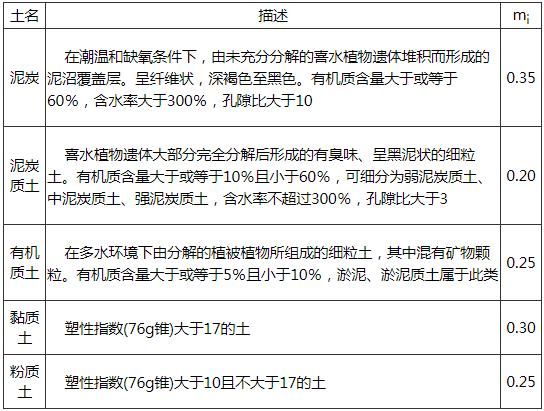 土名 描述 mi
泥炭 在潮温和缺氧条件下，由未充分分解的喜水植物遗体堆积而形成的
泥沼覆盖层。呈纤维状，深褐色至黑色。有机质含量大于或等于
60%，含水率大于300%，孔隙比大于10 0.35
泥炭
质土 喜水植物遗体大部分完全分解后形成的有臭味、呈黑泥状的细粒
土。有机质含量大于或等于10%且小于60%，可细分为弱泥炭质土、
中泥炭质土、强泥炭质土，含水率不超过300%，孔隙比大于3 0.20
有机
质土 在多水环境下由分解的植被植物所组成的细粒土，其中混有矿物颗
粒。有机质含量大于或等于5%且小于10%，淤泥、淤泥质土属于此类 0.25
黏质
土 塑性指数(76g锥)大于17的土 0.30
粉质
土 塑性指数(76g锥)大于10且不大于17的土 0.25